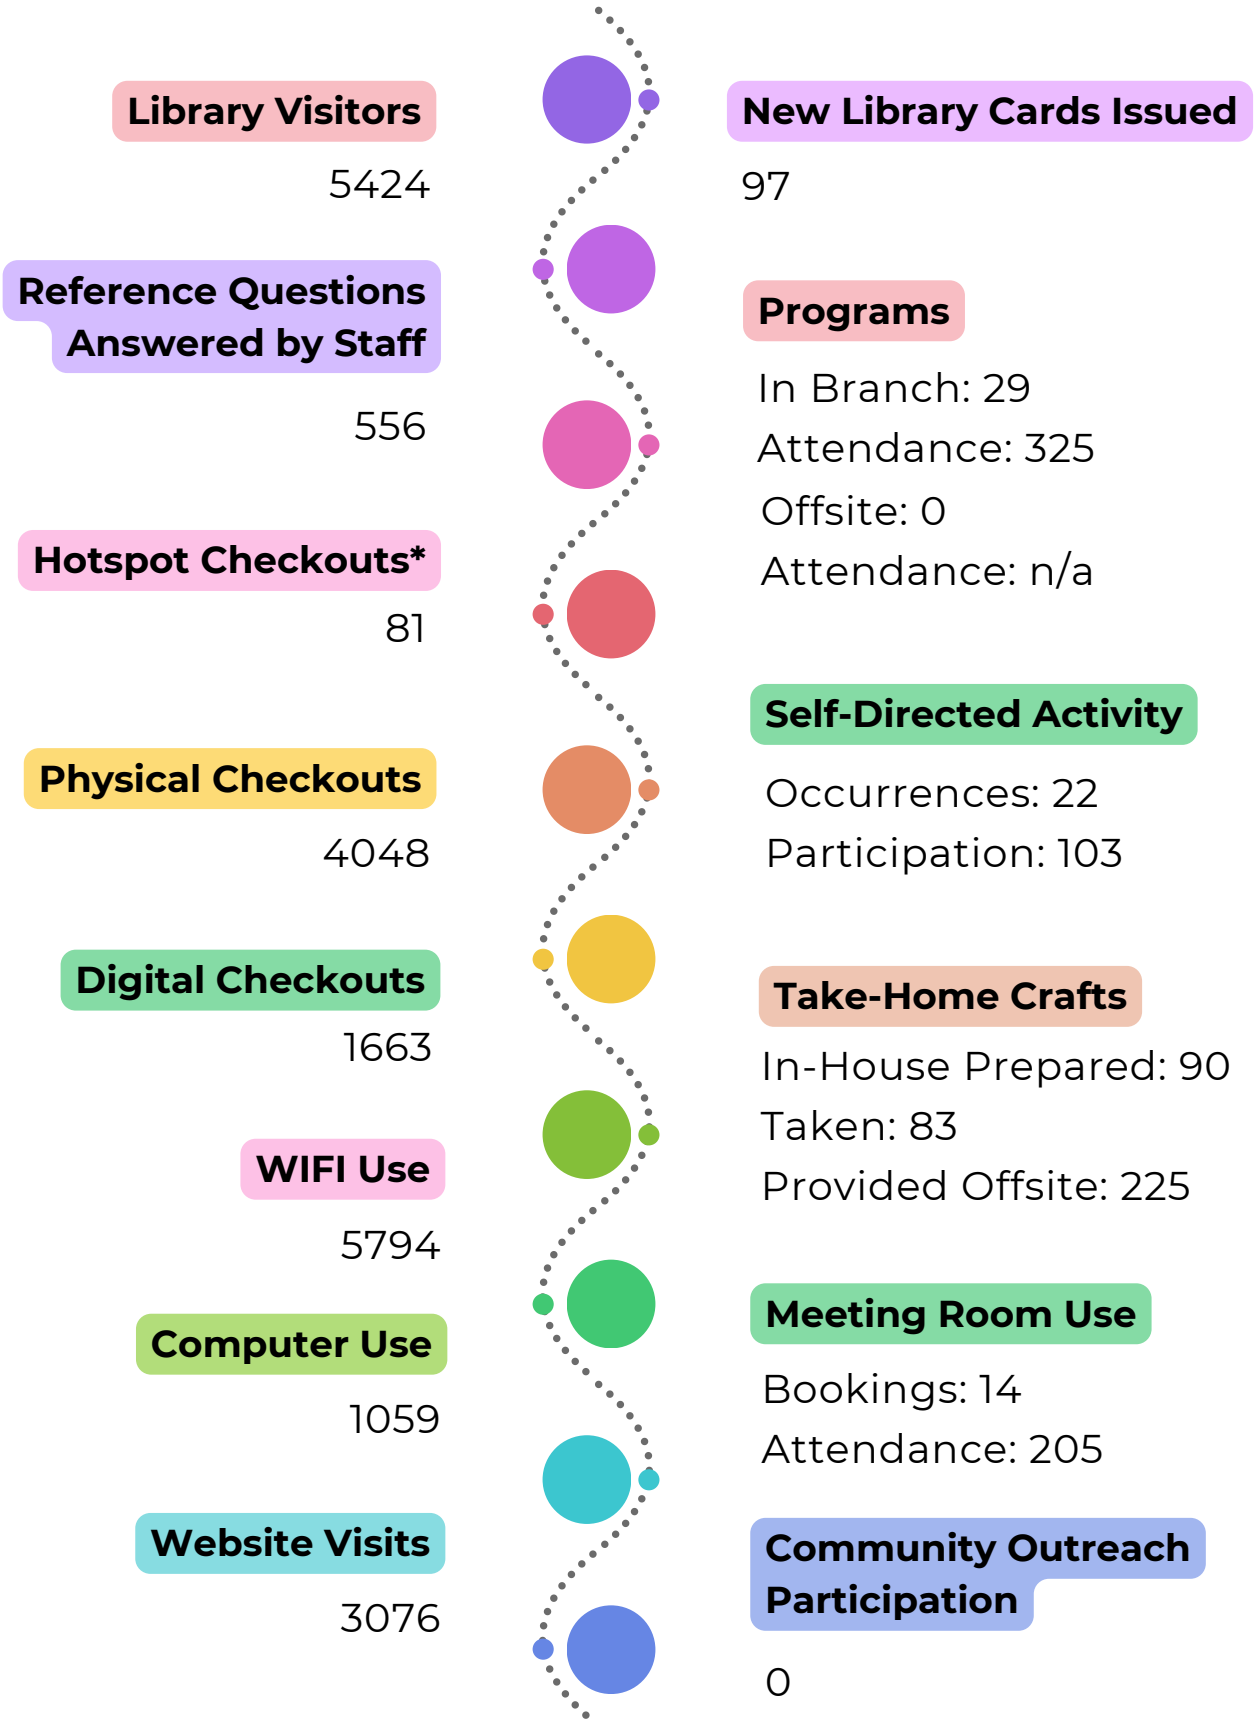 Library Visitors
5424
Reference Questions
Answered by Staff
556
Hotspot Checkouts*
81
Physical Checkouts
4048
Digital Checkouts
1663
WIFI Use
5794
Computer Use
1059
Website Visits
3076
New Library Cards Issued
97
Programs
In Branch: 29
Attendance: 325
Offsite: 0
Attendance: n/a
Self-Directed Activity
Occurrences: 22
Participation: 103
Take-Home Crafts
In-House Prepared: 90
Taken: 83
Provided Offsite: 225
Meeting Room Use
Bookings: 14
Attendance: 205
Community Outreach
Participation
0